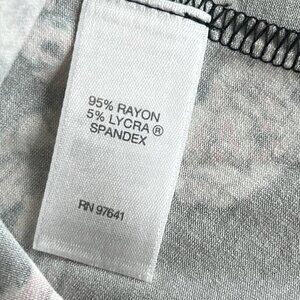 95% RAYON
5% LYCRA ®
SPANDEX
RN 97641